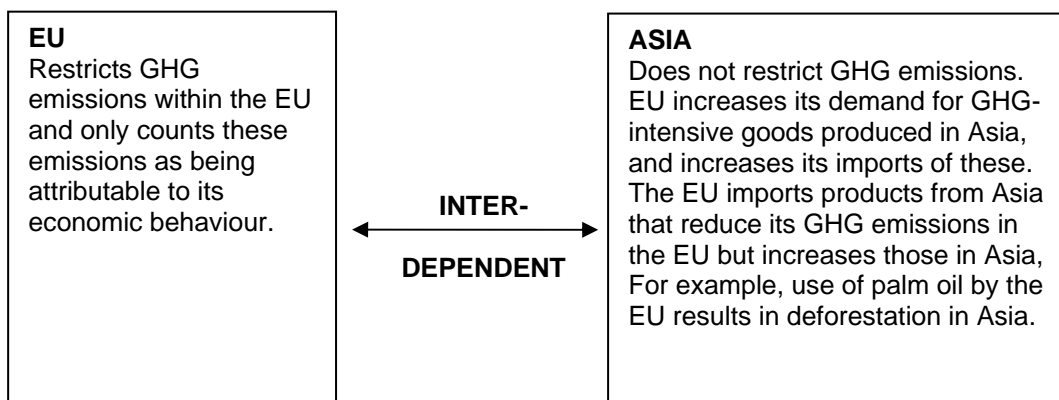 EU
Restricts GHG
emissions within the EU
and only counts these
emissions as being
attributable to its
economic behaviour.
INTER-
DEPENDENT
ASIA
Does not restrict GHG emissions.
EU increases its demand for GHG-
intensive goods produced in Asia,
and increases its imports of these.
The EU imports products from Asia
that reduce its GHG emissions in
the EU but increases those in Asia,
For example, use of palm oil by the
EU results in deforestation in Asia.